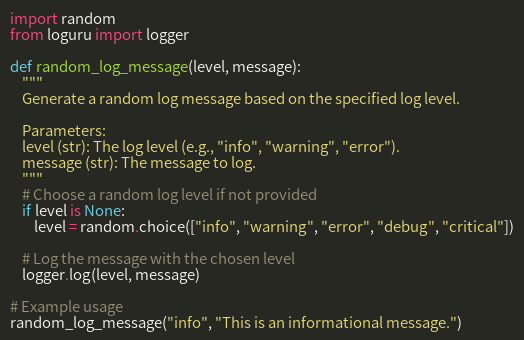 import random
from loguru import logger

def random_log_message(level, message):
    """
    Generate a random log message based on the specified log level.

    Parameters:
    level (str): The log level (e.g., "info", "warning", "error").
    message (str): The message to log.
    """
    # Choose a random log level if not provided
    if level is None:
        level = random.choice(["info", "warning", "error", "debug", "critical"])

    # Log the message with the chosen level
    logger.log(level, message)

# Example usage
random_log_message("info", "This is an informational message.")